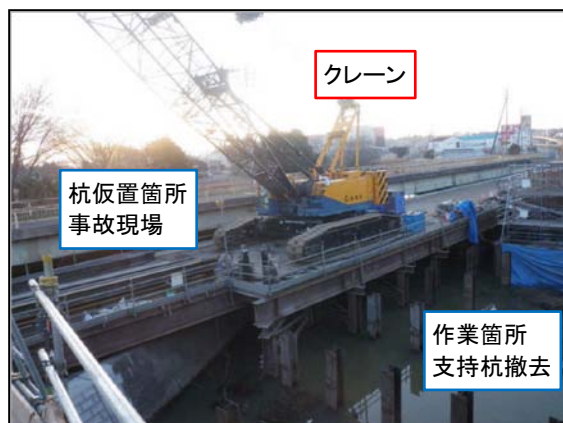 クレーン
杭仮置箇所
事故現場
作業箇所
支持杭撤去